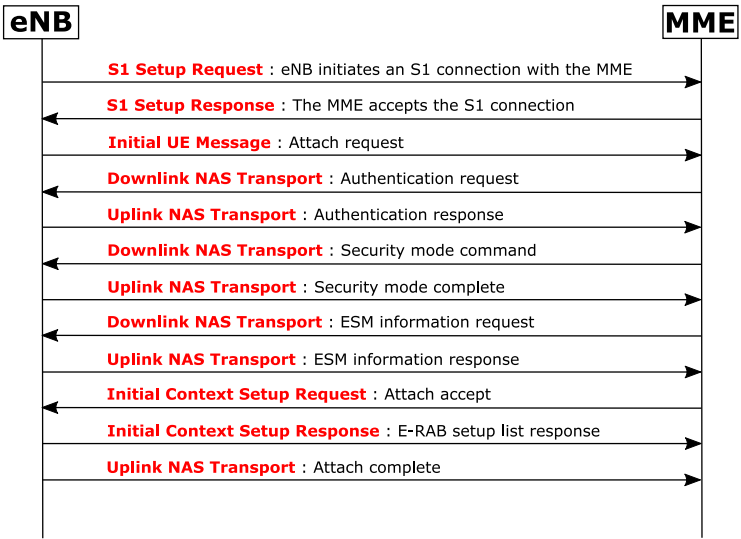 eNB
MME
S1 Setup Request : eNB initiates an S1 connection with the MME
S1 Setup Response : The MME accepts the S1 connection
Initial UE Message : Attach request
Downlink NAS Transport : Authentication request
Uplink NAS Transport : Authentication response
Downlink NAS Transport : Security mode command
Uplink NAS Transport : Security mode complete
Downlink NAS Transport : ESM information request
Uplink NAS Transport : ESM information response
Initial Context Setup Request : Attach accept
Initial Context Setup Response : E-RAB setup list response
Uplink NAS Transport : Attach complete